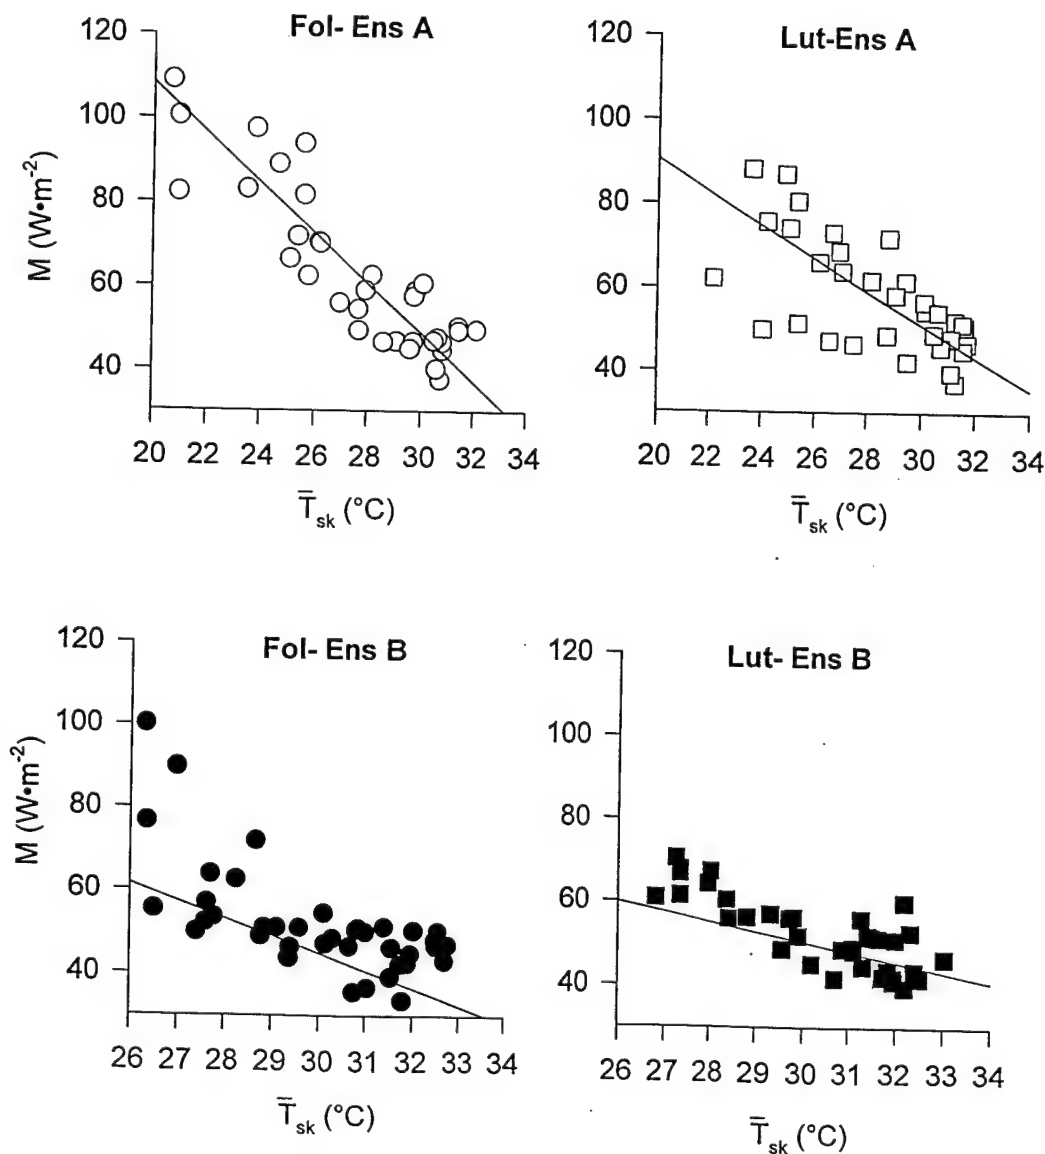 Fol- Ens A
120
100
80
60
40
M (W•m-2)
20 22 24 26 28 30 32 34
T̅sk (°C)
Lut-Ens A
120
100
80
60
40
20 22 24 26 28 30 32 34
T̅sk (°C)
Fol- Ens B
120
100
80
60
40
M (W•m-2)
26 27 28 29 30 31 32 33 34
T̅sk (°C)
Lut- Ens B
120
100
80
60
40
26 27 28 29 30 31 32 33 34
T̅sk (°C)